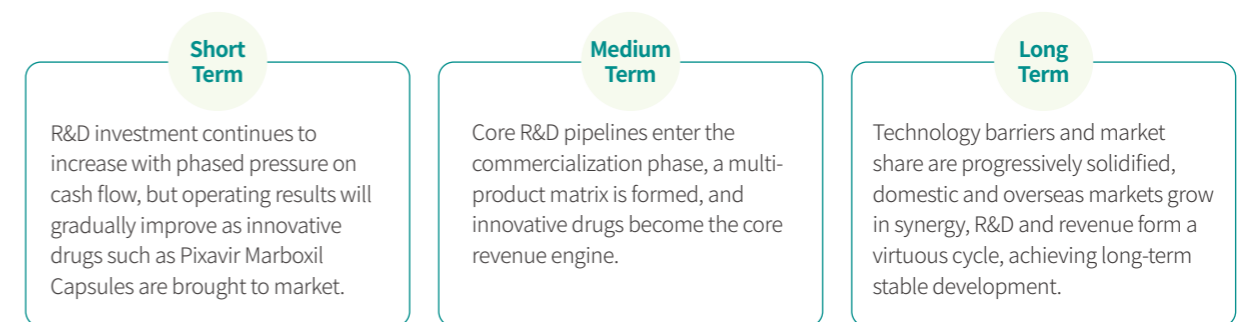 Short
Term
R&D investment continues to
increase with phased pressure on
cash flow, but operating results will
gradually improve as innovative
drugs such as Pixavir Marboxil
Capsules are brought to market.
Medium
Term
Core R&D pipelines enter the
commercialization phase, a multi-
product matrix is formed, and
innovative drugs become the core
revenue engine.
Long
Term
Technology barriers and market
share are progressively solidified,
domestic and overseas markets grow
in synergy, R&D and revenue form a
virtuous cycle, achieving long-term
stable development.